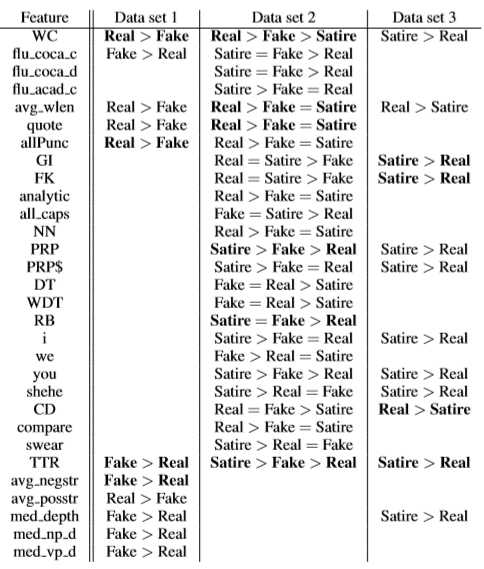 Feature Data set 1 Data set 2 Data set 3
WC Real > Fake Real > Fake > Satire Satire > Real
flu_coca_c Fake > Real Satire = Fake > Real
flu_coca_d Satire = Fake > Real
flu_acad_c Satire > Fake = Real
avg_wlen Real > Fake Real > Fake = Satire Real > Satire
quote Real > Fake Real > Fake = Satire
allPunc Real > Fake Real > Fake = Satire
GI Real = Satire > Fake Satire > Real
FK Real = Satire > Fake Satire > Real
analytic Real > Fake = Satire
all_caps Fake = Satire > Real
NN Real > Fake = Satire
PRP Satire > Fake > Real Satire > Real
PRP$ Satire > Fake = Real Satire > Real
DT Fake = Real > Satire
WDT Fake = Real > Satire
RB Satire = Fake > Real
i Satire > Fake = Real Satire > Real
we Fake > Real = Satire
you Satire > Fake > Real Satire > Real
shehe Satire > Real = Fake Satire > Real
CD Real = Fake > Satire Real > Satire
compare Real > Fake = Satire
swear Satire > Real = Fake
TTR Fake > Real Satire > Fake > Real Satire > Real
avg_negstr Fake > Real
avg_posstr Real > Fake
med_depth Fake > Real Satire > Real
med_np_d Fake > Real
med_vp_d Fake > Real